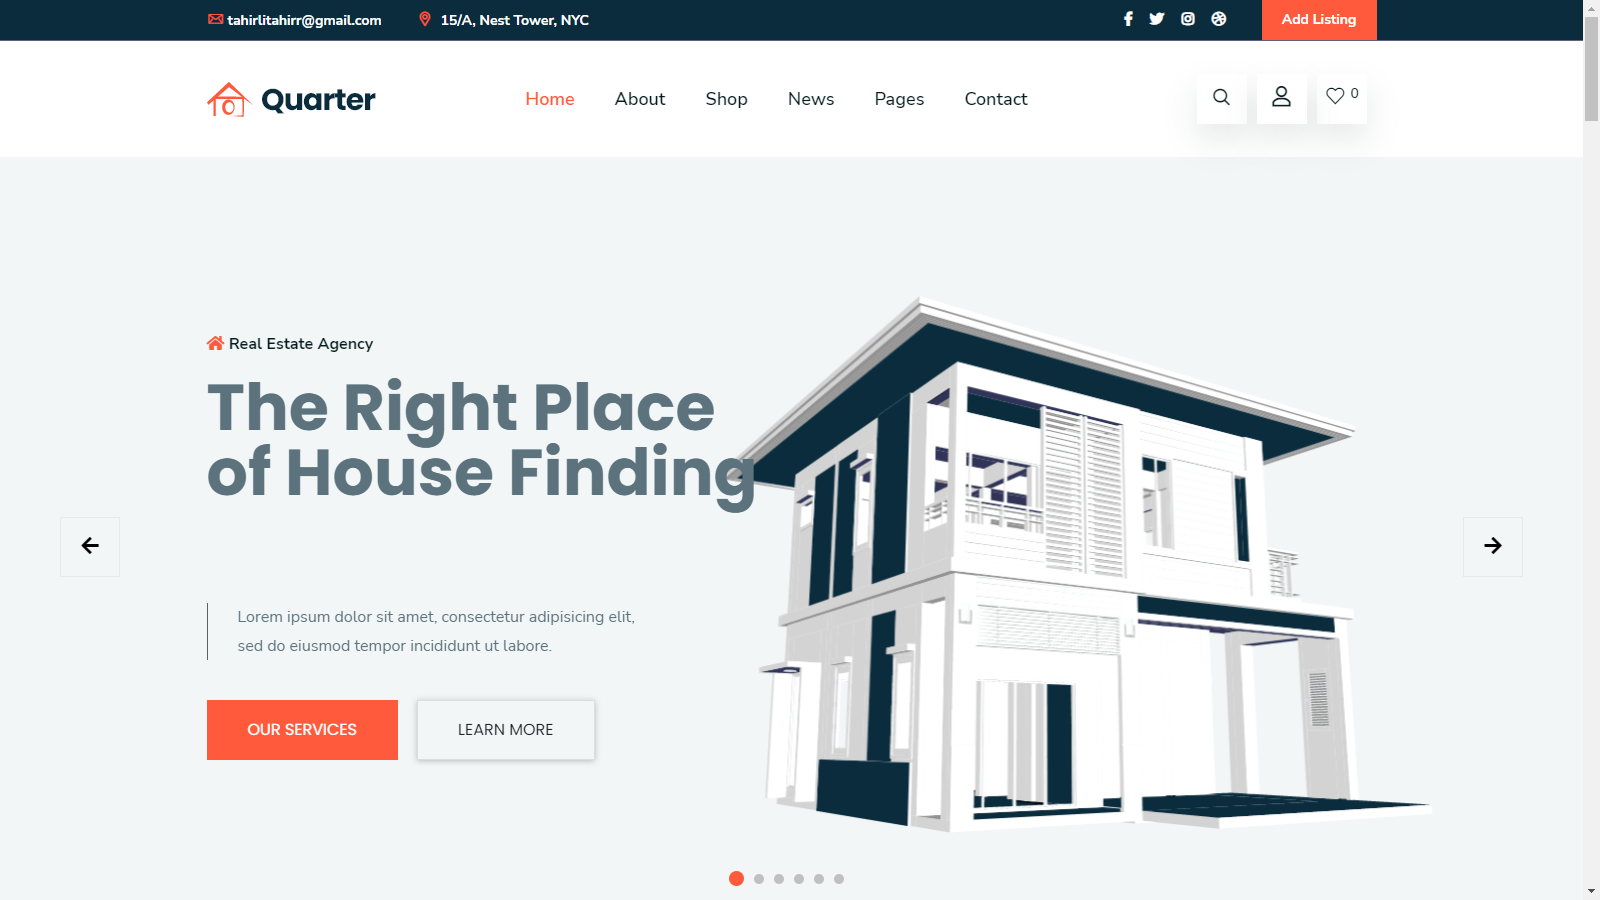 tahirlitahirr@gmail.com
15/A, Nest Tower, NYC
Add Listing
Quarter
Home
About
Shop
News
Pages
Contact
0
Real Estate Agency
The Right Place
of House Finding
Lorem ipsum dolor sit amet, consectetur adipisicing elit,
sed do eiusmod tempor incididunt ut labore.
OUR SERVICES
LEARN MORE